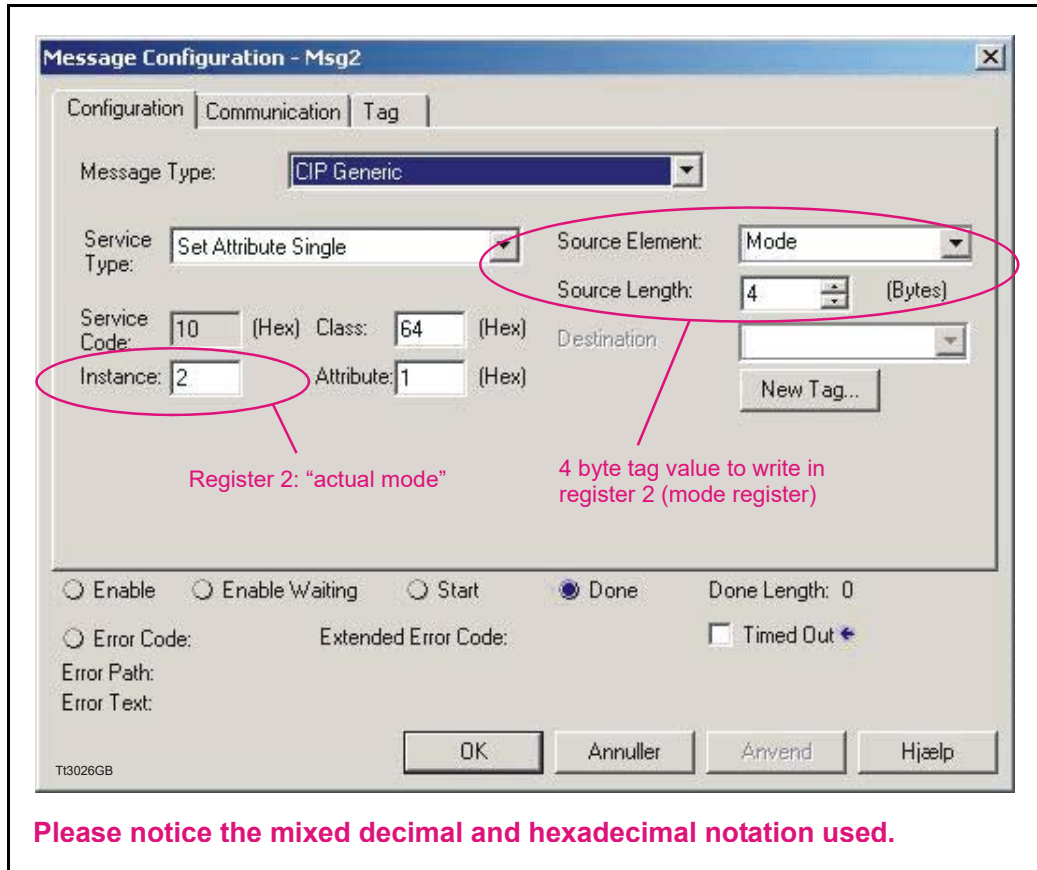 Message Configuration - Msg2
Configuration Communication Tag
Message Type: CIP Generic
Service Type: Set Attribute Single
Source Element: Mode
Source Length: 4 (Bytes)
Service Code: 10 (Hex) Class: 64 (Hex)
Destination
Instance: 2 Attribute: 1 (Hex)
New Tag...
Register 2: “actual mode”
4 byte tag value to write in
register 2 (mode register)
Enable Enable Waiting Start Done Done Length: 0
Error Code: Extended Error Code: Timed Out
Error Path:
Error Text:
OK Annuller Anvend Hjælp
Tt3026GB
Please notice the mixed decimal and hexadecimal notation used.